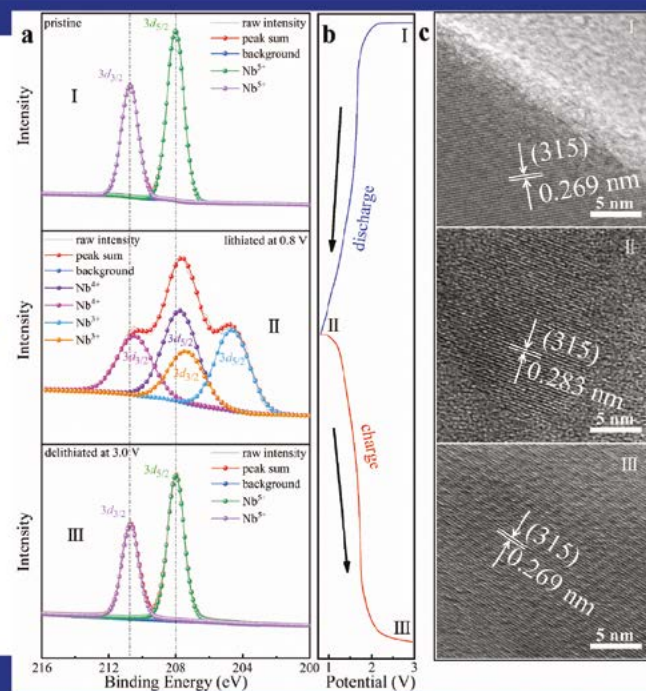 a
pristine
raw intensity
peak sum
background
Nb⁵⁺
Nb⁵⁺
3d₅/₂
3d₃/₂
I
Intensity
raw intensity
peak sum
background
Nb⁴⁺
Nb⁴⁺
Nb³⁺
Nb³⁺
lithiated at 0.8 V
II
3d₃/₂
3d₅/₂
3d₃/₂
3d₅/₂
Intensity
delithiated at 3.0 V
raw intensity
peak sum
background
Nb⁵⁺
Nb⁵⁺
3d₅/₂
3d₃/₂
III
Intensity
216 212 208 204 200
Binding Energy (eV)
b
I
discharge
II
charge
III
1 2 3
Potential (V)
c
I
(315)
0.269 nm
5 nm
II
(315)
0.283 nm
5 nm
III
(315)
0.269 nm
5 nm